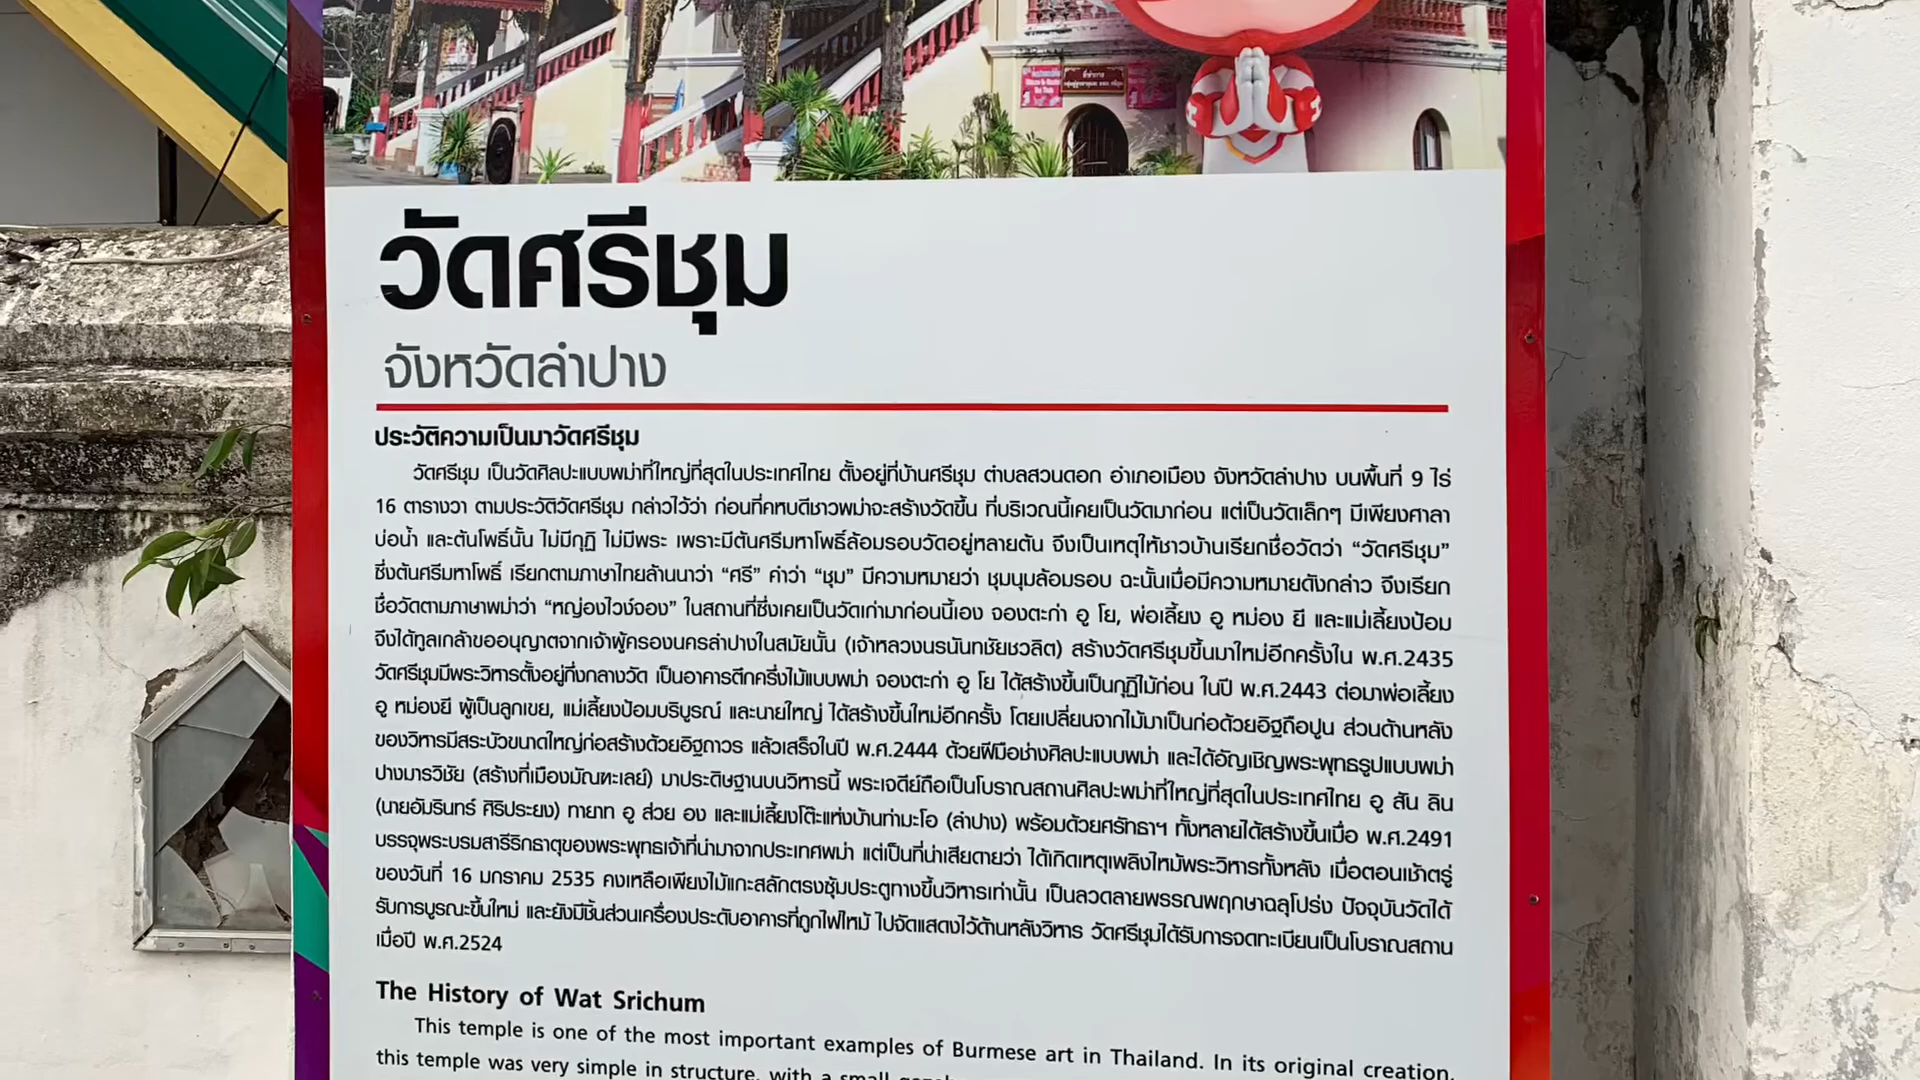 วัดศรีชุม
จังหวัดลำปาง
ประวัติความเป็นมาวัดศรีชุม
วัดศรีชุม เป็นวัดศิลปะแบบพม่าที่ใหญ่ที่สุดในประเทศไทย ตั้งอยู่ที่บ้านศรีชุม ตำบลสวนดอก อำเภอเมือง จังหวัดลำปาง บนพื้นที่ 9 ไร่
16 ตารางวา ตามประวัติวัดศรีชุม กล่าวไว้ว่า ก่อนที่คหบดีชาวพม่าจะสร้างวัดขึ้น ที่บริเวณนี้เคยเป็นวัดมาก่อน แต่เป็นวัดเล็กๆ มีเพียงศาลา
บ่อน้ำ และต้นโพธิ์นั้น ไม่มีกุฏิ ไม่มีพระ เพราะมีต้นศรีมหาโพธิ์ล้อมรอบวัดอยู่หลายต้น จึงเป็นเหตุให้ชาวบ้านเรียกชื่อวัดว่า “วัดศรีชุม”
ซึ่งต้นศรีมหาโพธิ์ เรียกตามภาษาไทยล้านนาว่า “ศรี” คำว่า “ชุม” มีความหมายว่า ชุมนุมล้อมรอบ ฉะนั้นเมื่อมีความหมายดังกล่าว จึงเรียก
ชื่อวัดตามภาษาพม่าว่า “หญ่องไวง์จอง” ในสถานที่ซึ่งเคยเป็นวัดเก่ามาก่อนนี้เอง จองตะก่า อู โย, พ่อเลี้ยง อู หม่อง ยี และแม่เลี้ยงป้อม
จึงได้ทูลเกล้าขออนุญาตจากเจ้าผู้ครองนครลำปางในสมัยนั้น (เจ้าหลวงนรนันทชัยชวลิต) สร้างวัดศรีชุมขึ้นมาใหม่อีกครั้งใน พ.ศ.2435
วัดศรีชุมมีพระวิหารตั้งอยู่กึ่งกลางวัด เป็นอาคารตึกครึ่งไม้แบบพม่า จองตะก่า อู โย ได้สร้างขึ้นเป็นกุฏิไม้ก่อน ในปี พ.ศ.2443 ต่อมาพ่อเลี้ยง
อู หม่องยี ผู้เป็นลูกเขย, แม่เลี้ยงป้อมบริบูรณ์ และนายใหญ่ ได้สร้างขึ้นใหม่อีกครั้ง โดยเปลี่ยนจากไม้มาเป็นก่อด้วยอิฐถือปูน ส่วนด้านหลัง
ของวิหารมีสระบัวขนาดใหญ่ก่อสร้างด้วยอิฐถาวร แล้วเสร็จในปี พ.ศ.2444 ด้วยฝีมือช่างศิลปะแบบพม่า และได้อัญเชิญพระพุทธรูปแบบพม่า
ปางมารวิชัย (สร้างที่เมืองมัณฑะเลย์) มาประดิษฐานบนวิหารนี้ พระเจดีย์ถือเป็นโบราณสถานศิลปะพม่าที่ใหญ่ที่สุดในประเทศไทย อู สัน ลิน
(นายอัมรินทร์ ศิริประยง) ทายาท อู ส่วย อง และแม่เลี้ยงโต๊ะแห่งบ้านท่ามะโอ (ลำปาง) พร้อมด้วยศรัทธาฯ ทั้งหลายได้สร้างขึ้นเมื่อ พ.ศ.2491
บรรจุพระบรมสารีริกธาตุของพระพุทธเจ้าที่นำมาจากประเทศพม่า แต่เป็นที่น่าเสียดายว่า ได้เกิดเหตุเพลิงไหม้พระวิหารทั้งหลัง เมื่อตอนเช้าตรู่
ของวันที่ 16 มกราคม 2535 คงเหลือเพียงไม้แกะสลักตรงซุ้มประตูทางขึ้นวิหารเท่านั้น เป็นลวดลายพรรณพฤกษาฉลุโปร่ง ปัจจุบันวัดได้
รับการบูรณะขึ้นใหม่ และยังมีชิ้นส่วนเครื่องประดับอาคารที่ถูกไฟไหม้ ไปจัดแสดงไว้ด้านหลังวิหาร วัดศรีชุมได้รับการจดทะเบียนเป็นโบราณสถาน
เมื่อปี พ.ศ.2524
The History of Wat Srichum
This temple is one of the most important examples of Burmese art in Thailand. In its original creation,
this temple was very simple in structure, with a small